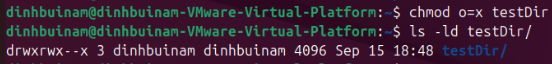 dinhbuinam@dinhbuinam-VMware-Virtual-Platform:~$ chmod o=x testDir
dinhbuinam@dinhbuinam-VMware-Virtual-Platform:~$ ls -ld testDir/
drwxrwx--x 3 dinhbuinam dinhbuinam 4096 Sep 15 18:48 testDir/